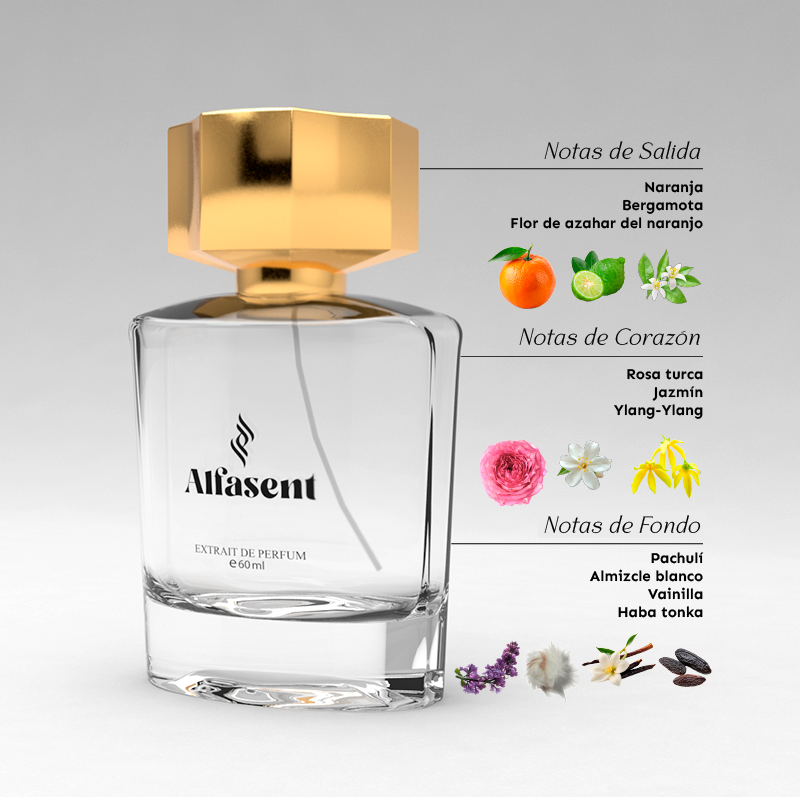 Notas de Salida
Naranja
Bergamota
Flor de azahar del naranjo
Notas de Corazón
Rosa turca
Jazmín
Ylang-Ylang
Alfasent
EXTRAIT DE PERFUM
e60ml
Notas de Fondo
Pachulí
Almizcle blanco
Vainilla
Haba tonka